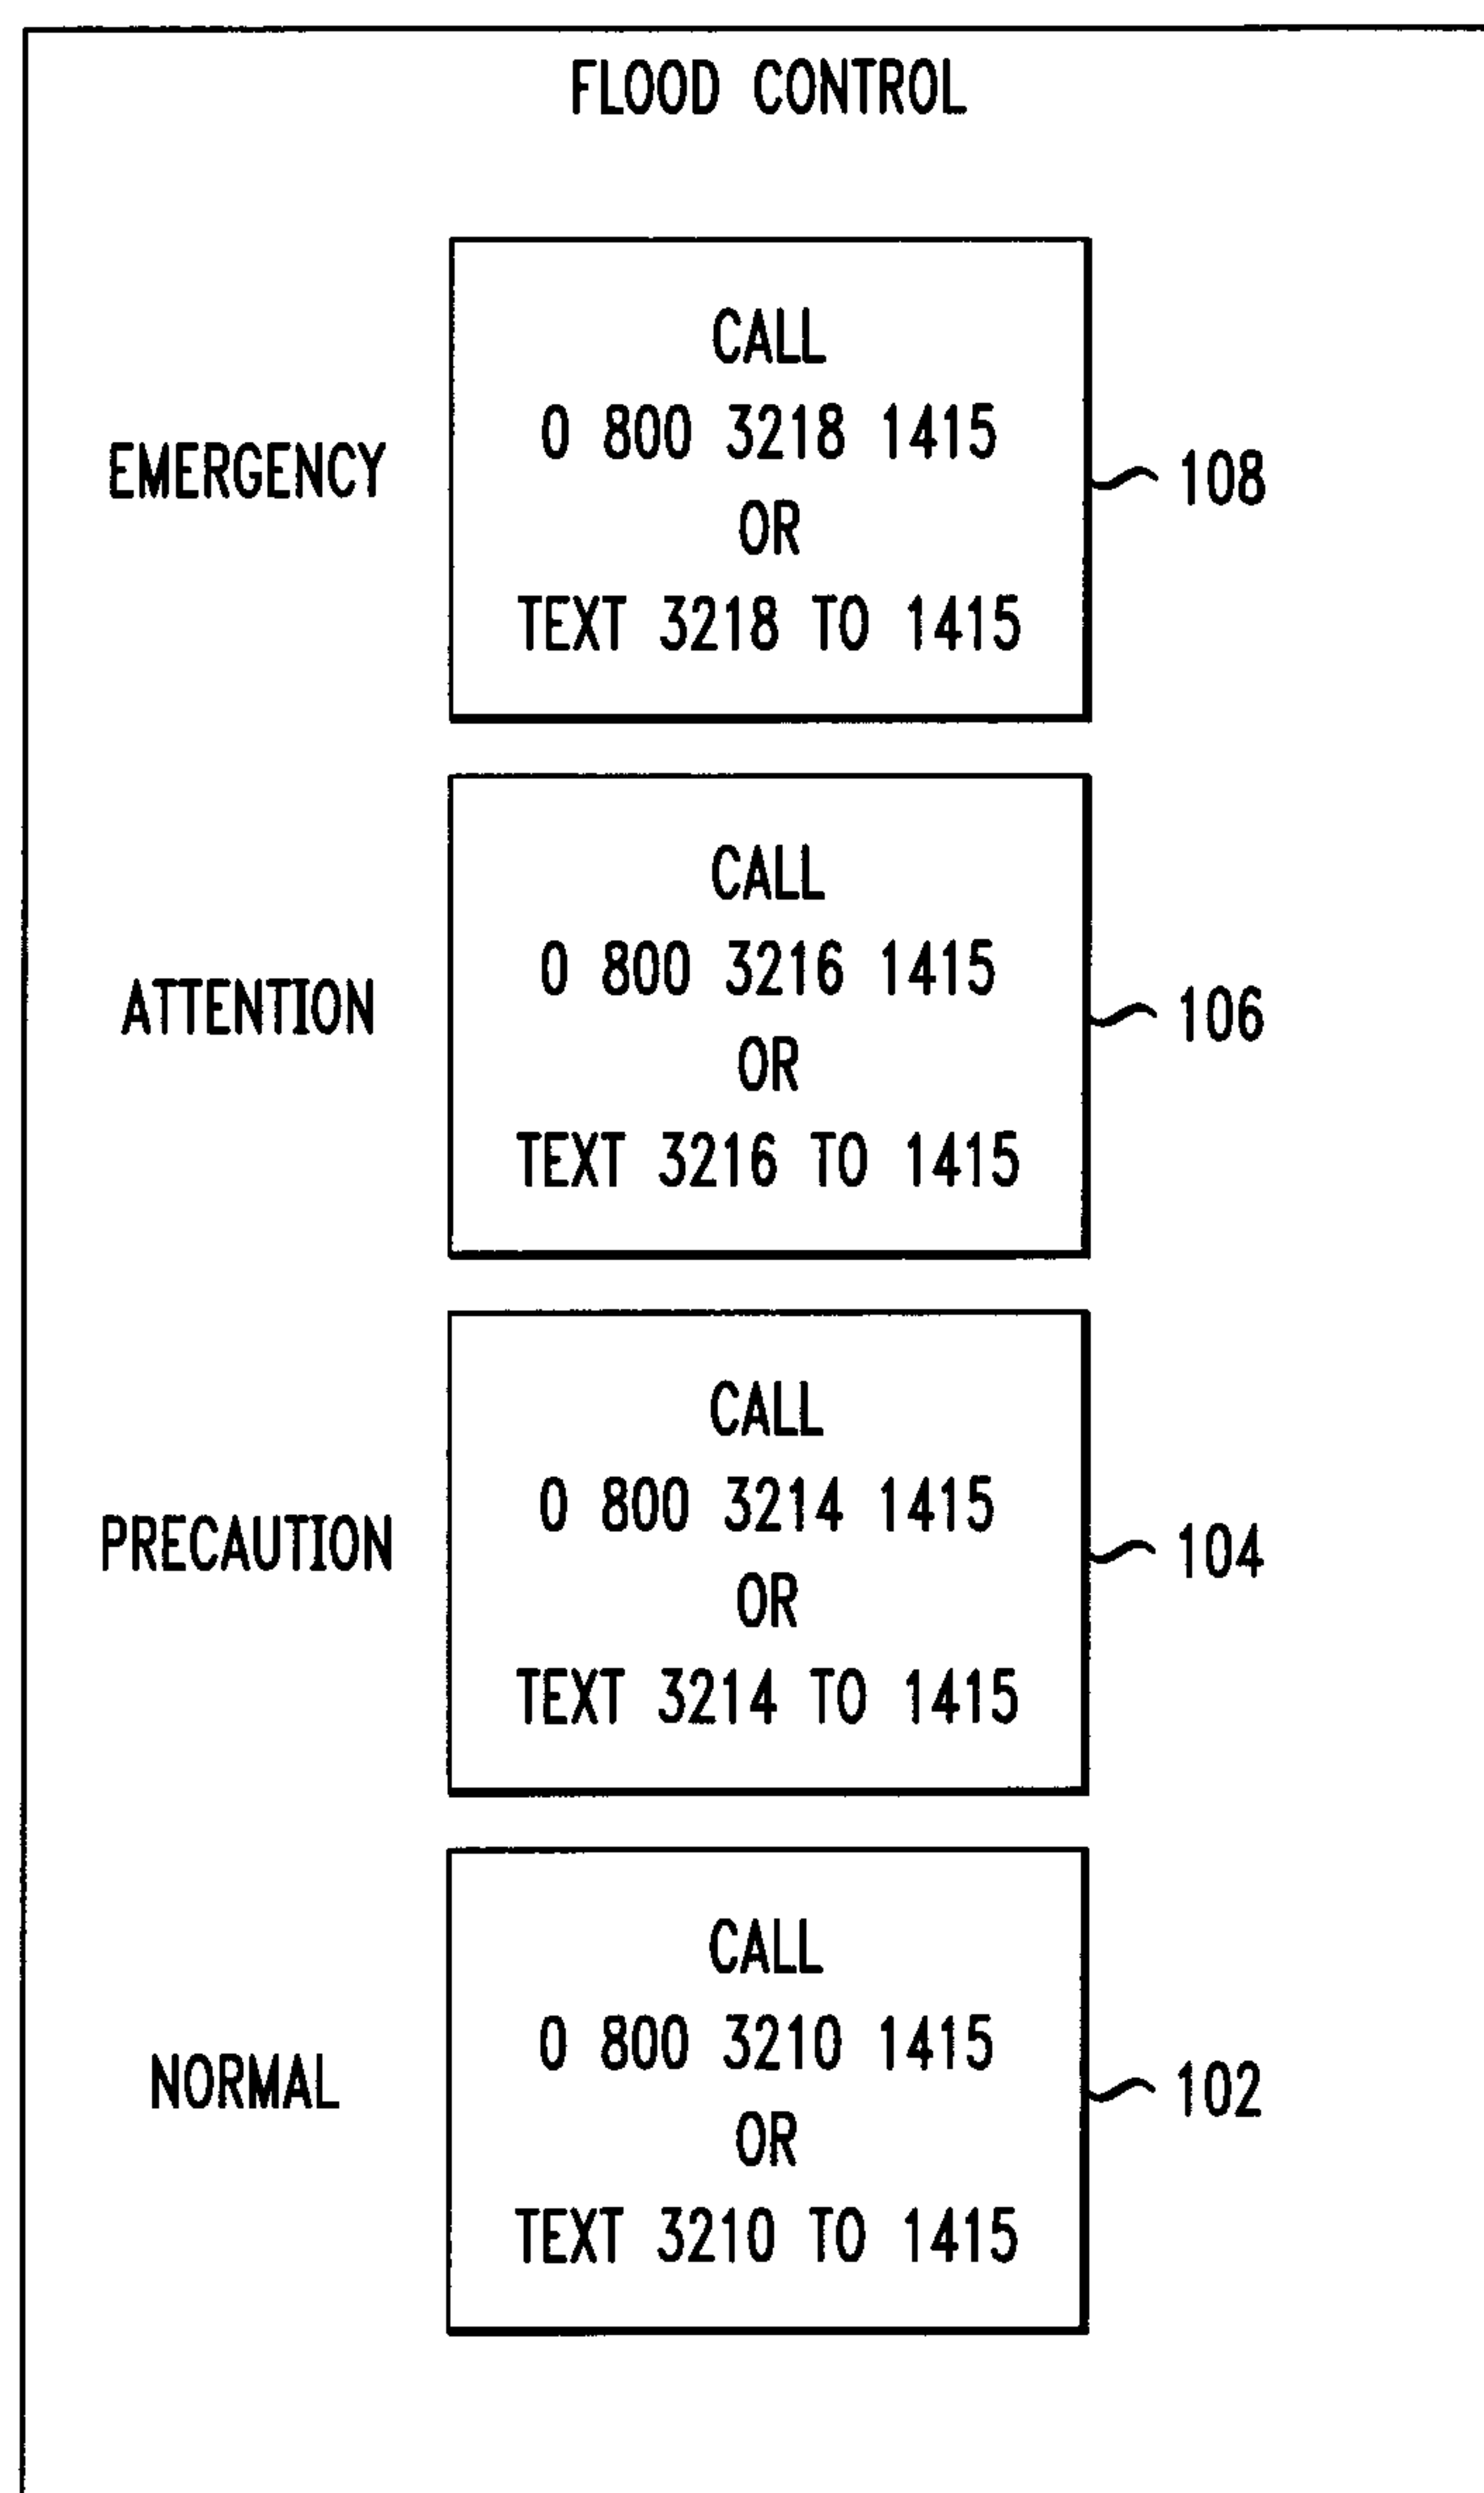 FLOOD CONTROL
EMERGENCY
CALL
0 800 3218 1415
OR
TEXT 3218 TO 1415
108
ATTENTION
CALL
0 800 3216 1415
OR
TEXT 3216 TO 1415
106
PRECAUTION
CALL
0 800 3214 1415
OR
TEXT 3214 TO 1415
104
NORMAL
CALL
0 800 3210 1415
OR
TEXT 3210 TO 1415
102